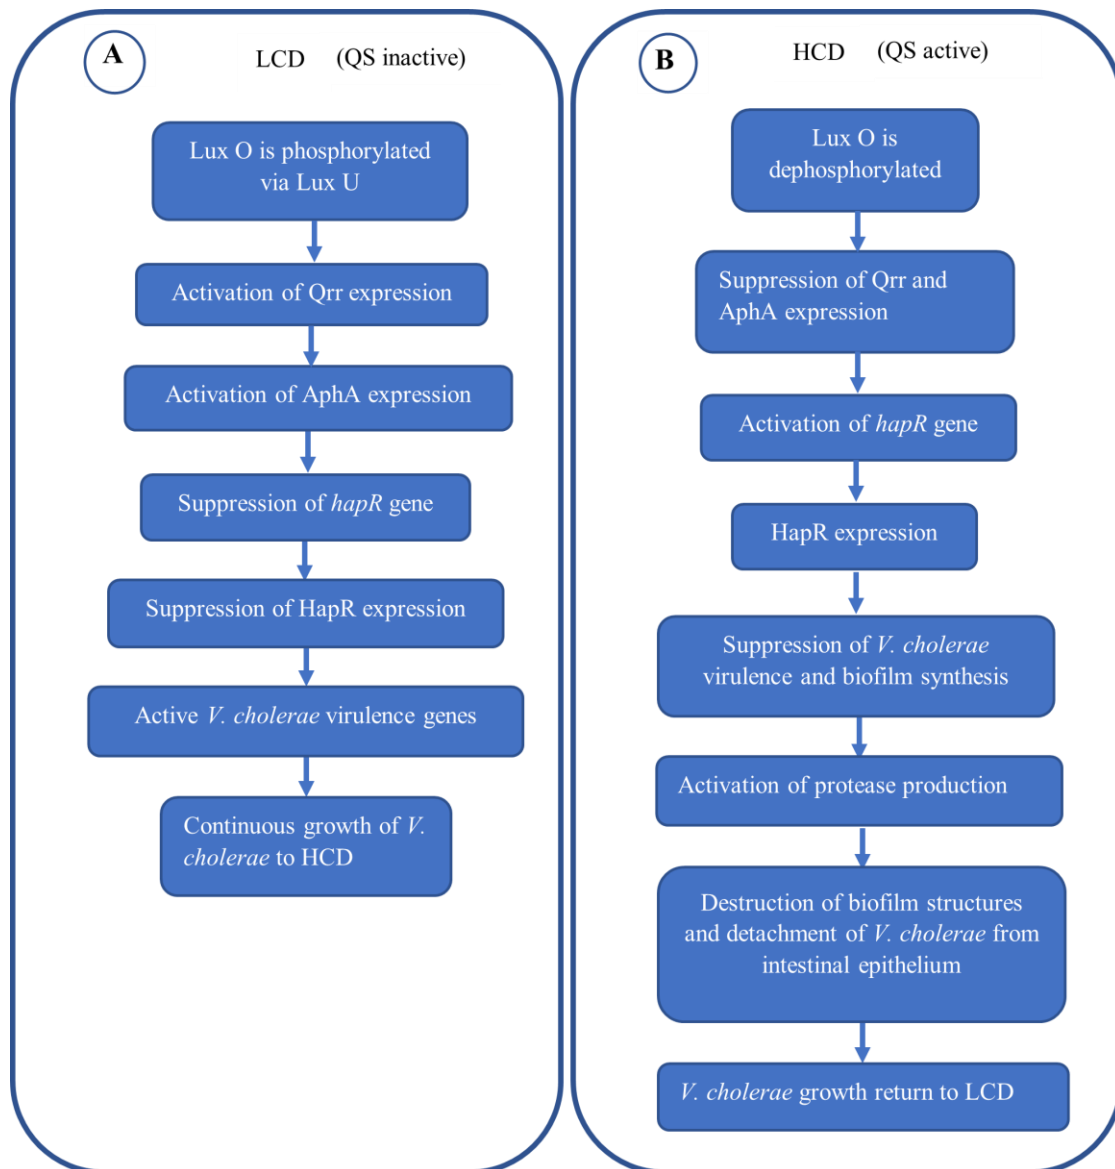 A
LCD (QS inactive)
Lux O is phosphorylated
via Lux U
Activation of Qrr expression
Activation of AphA expression
Suppression of hapR gene
Suppression of HapR expression
Active V. cholerae virulence genes
Continuous growth of V.
cholerae to HCD
B
HCD (QS active)
Lux O is
dephosphorylated
Suppression of Qrr and
AphA expression
Activation of hapR gene
HapR expression
Suppression of V. cholerae
virulence and biofilm synthesis
Activation of protease production
Destruction of biofilm structures
and detachment of V. cholerae from
intestinal epithelium
V. cholerae growth return to LCD